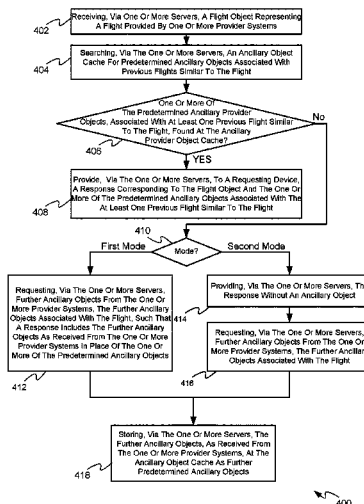 Receiving, Via One Or More Servers, A Flight Object Representing
A Flight Provided By One Or More Provider Systems
402
Searching, Via The One Or More Servers, An Ancillary Object
Cache For Predetermined Ancillary Objects Associated With
Previous Flights Similar To The Flight
404
One Or More Of
The Predetermined Ancillary Provider
Objects, Associated With At Least One Previous Flight Similar
To The Flight, Found At The Ancillary
Provider Object Cache?
406
No
YES
Provide, Via The One Or More Servers, To A Requesting Device,
A Response Corresponding To The Flight Object And The One Or
More Of The Predetermined Ancillary Objects Associated With The
At Least One Previous Flight Similar To The Flight
408
410
First Mode
Mode?
Second Mode
Requesting, Via The One Or More Servers,
Further Ancillary Objects From The One Or
More Provider Systems, The Further Ancillary
Objects Associated With The Flight, Such That
A Response Includes The Further Ancillary
Objects As Received From The One Or More
Provider Systems In Place Of The One Or
More Of The Predetermined Ancillary Objects
412
Providing, Via The One Or More Servers, The
Response Without An Ancillary Object
414
Requesting, Via The One Or More Servers,
Further Ancillary Objects From The One Or
More Provider Systems, The Further Ancillary
Objects Associated With The Flight
416
Storing, Via The One Or More Servers, The
Further Ancillary Objects, As Received From
The One Or More Provider Systems, At The
Ancillary Object Cache As Further
Predetermined Ancillary Objects
418
400